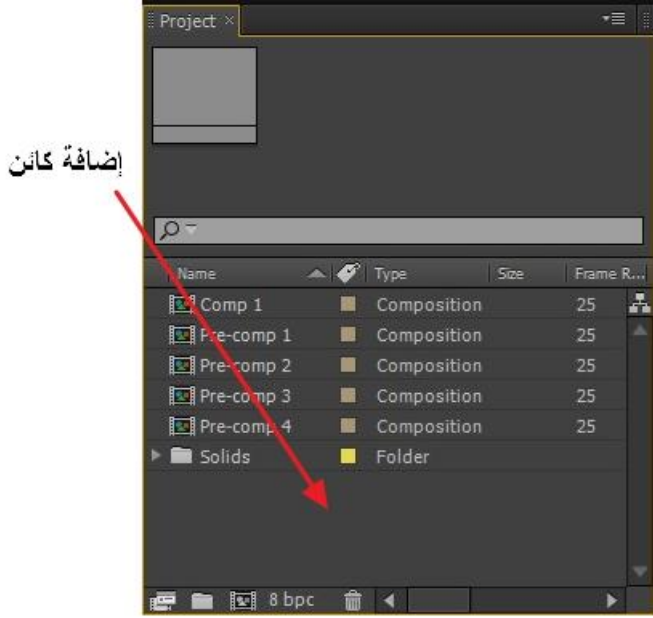 Project
إضافة كائن
Name Type Size Frame R...
Comp 1 Composition 25
Pre-comp 1 Composition 25
Pre-comp 2 Composition 25
Pre-comp 3 Composition 25
Pre-comp 4 Composition 25
Solids Folder
8 bpc